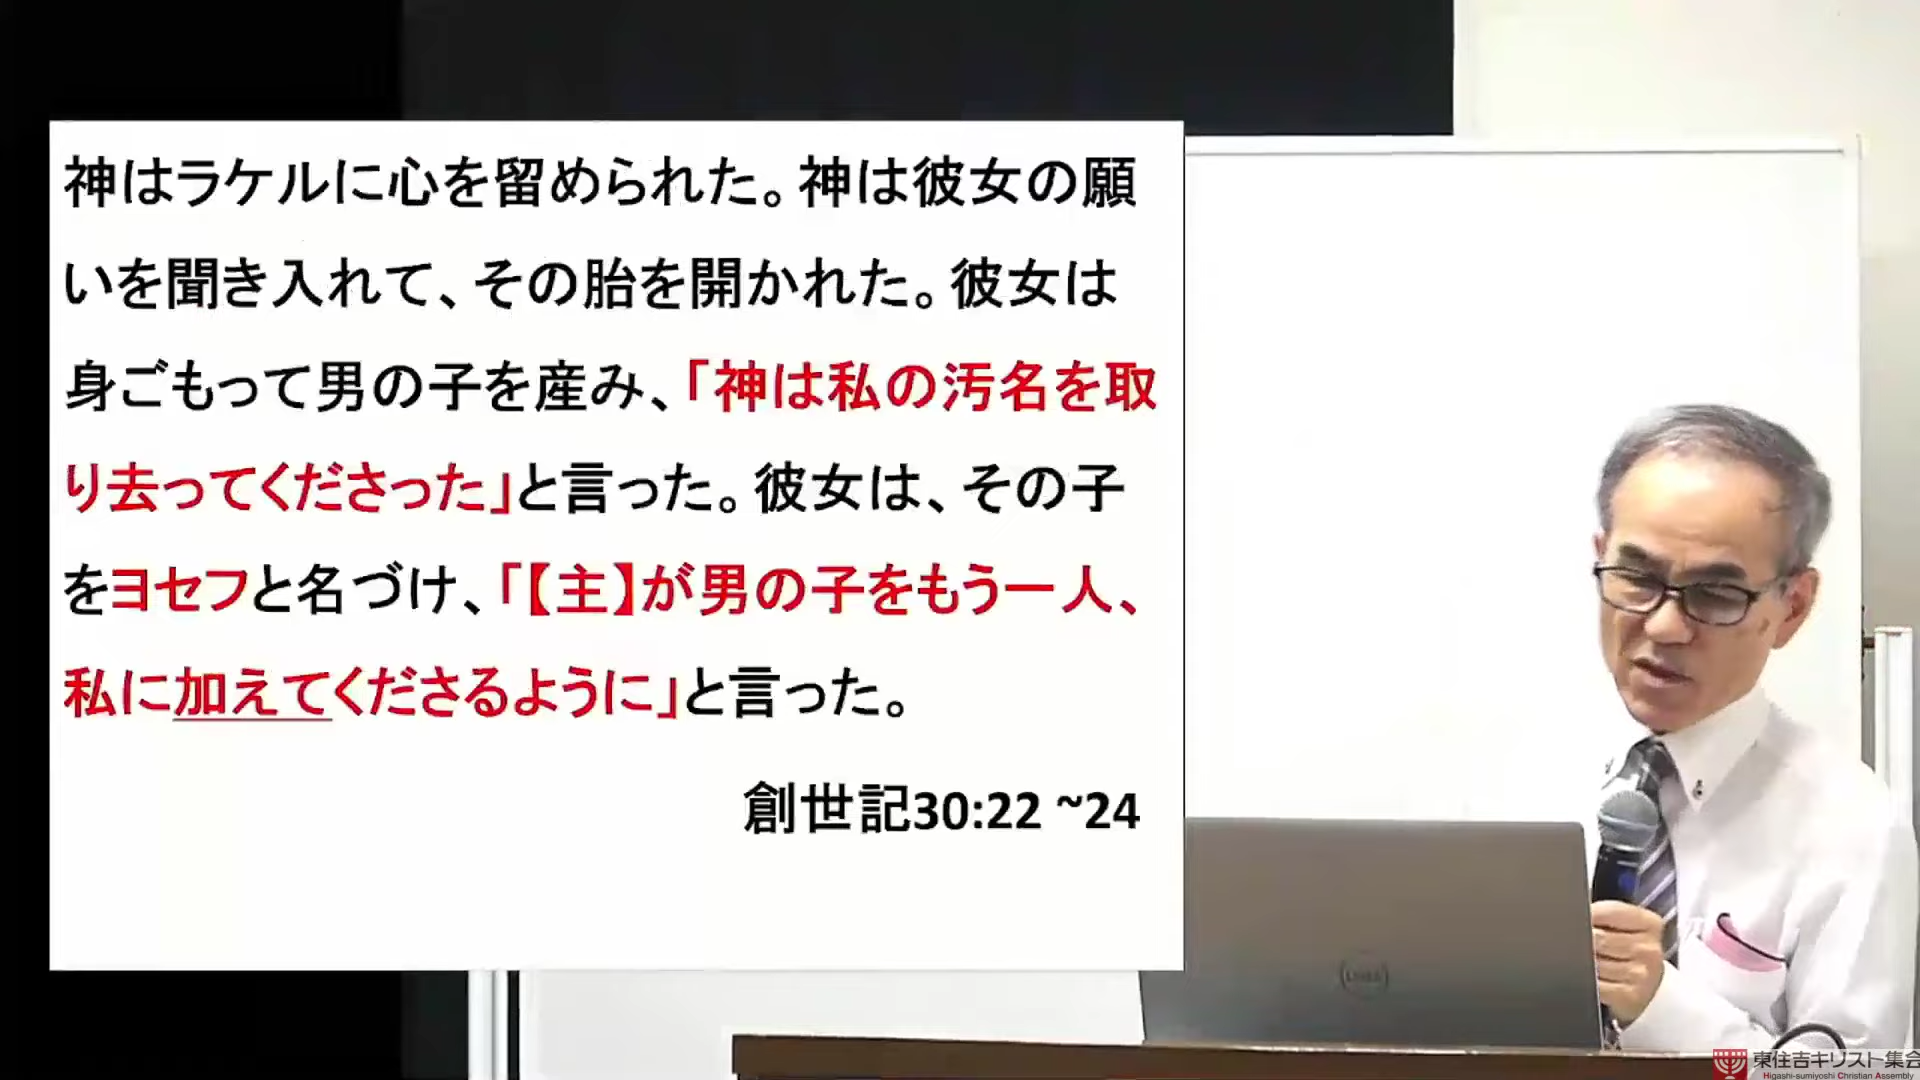 神はラケルに心を留められた。神は彼女の願
いを聞き入れて、その胎を開かれた。彼女は
身ごもって男の子を産み、「神は私の汚名を取
り去ってくださった」と言った。彼女は、その子
をヨセフと名づけ、「【主】が男の子をもう一人、
私に加えてくださるように」と言った。
創世記30:22 ~24
DELL
東住吉キリスト集会
Higashi-sumiyoshi Christian Assembly